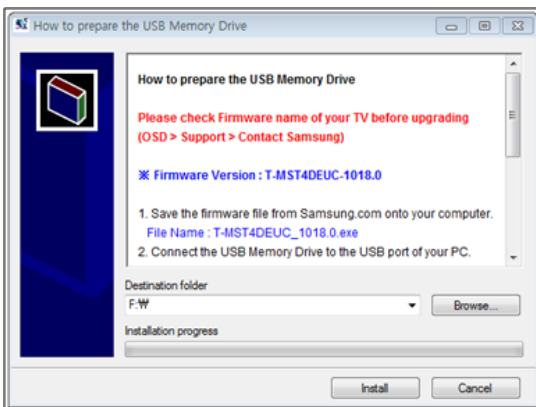 How to prepare the USB Memory Drive
How to prepare the USB Memory Drive
Please check Firmware name of your TV before upgrading
(OSD > Support > Contact Samsung)
※ Firmware Version : T-MST4DEUC-1018.0
1. Save the firmware file from Samsung.com onto your computer.
File Name : T-MST4DEUC_1018.0.exe
2. Connect the USB Memory Drive to the USB port of your PC.
Destination folder
F:₩
Browse...
Installation progress
Install
Cancel